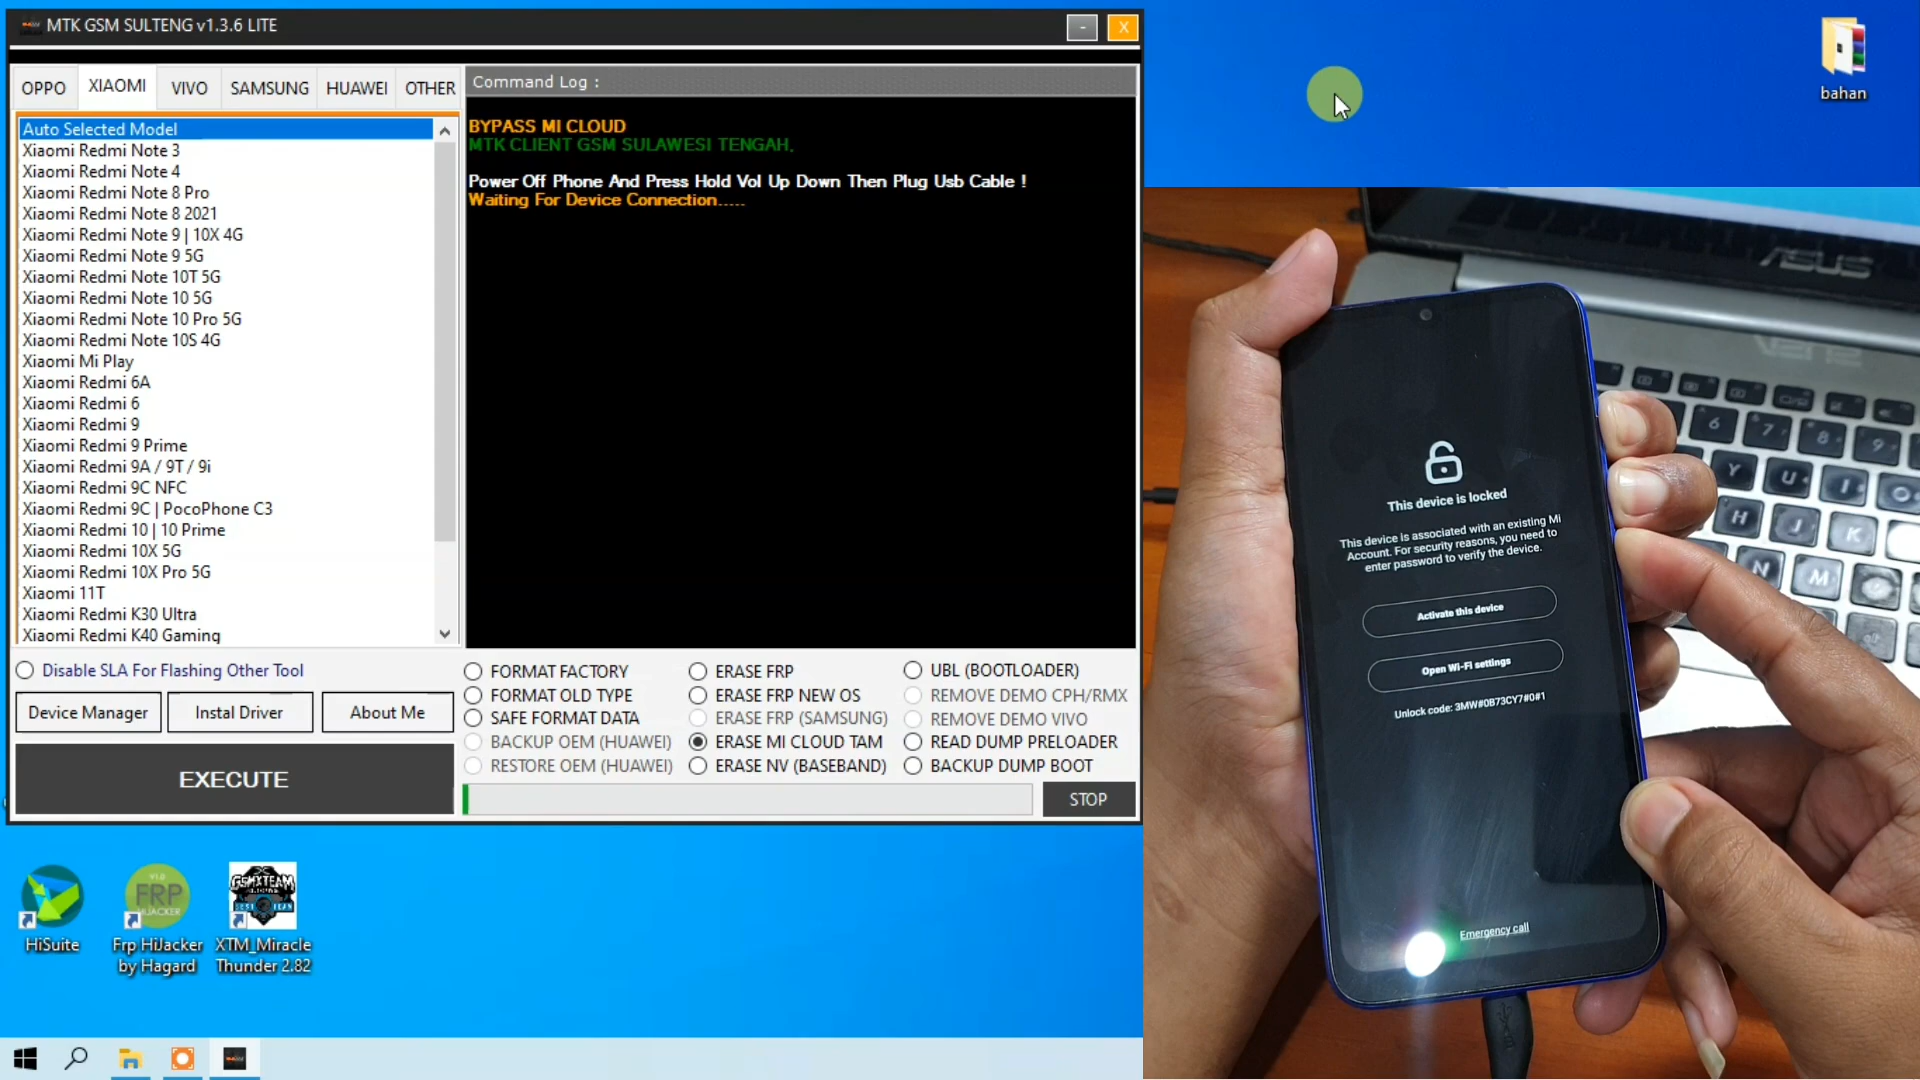 MTK GSM SULTENG v1.3.6 LITE
-
X
OPPO
XIAOMI
VIVO
SAMSUNG
HUAWEI
OTHER
Auto Selected Model
Xiaomi Redmi Note 3
Xiaomi Redmi Note 4
Xiaomi Redmi Note 8 Pro
Xiaomi Redmi Note 8 2021
Xiaomi Redmi Note 9 | 10X 4G
Xiaomi Redmi Note 9 5G
Xiaomi Redmi Note 10T 5G
Xiaomi Redmi Note 10 5G
Xiaomi Redmi Note 10 Pro 5G
Xiaomi Redmi Note 10S 4G
Xiaomi Mi Play
Xiaomi Redmi 6A
Xiaomi Redmi 6
Xiaomi Redmi 9
Xiaomi Redmi 9 Prime
Xiaomi Redmi 9A / 9T / 9i
Xiaomi Redmi 9C NFC
Xiaomi Redmi 9C | PocoPhone C3
Xiaomi Redmi 10 | 10 Prime
Xiaomi Redmi 10X 5G
Xiaomi Redmi 10X Pro 5G
Xiaomi 11T
Xiaomi Redmi K30 Ultra
Xiaomi Redmi K40 Gaming
Command Log :
BYPASS MI CLOUD
MTK CLIENT GSM SULAWESI TENGAH.
Power Off Phone And Press Hold Vol Up Down Then Plug Usb Cable !
Waiting For Device Connection.....
Disable SLA For Flashing Other Tool
Device Manager
Instal Driver
About Me
EXECUTE
FORMAT FACTORY
FORMAT OLD TYPE
SAFE FORMAT DATA
BACKUP OEM (HUAWEI)
RESTORE OEM (HUAWEI)
ERASE FRP
ERASE FRP NEW OS
ERASE FRP (SAMSUNG)
ERASE MI CLOUD TAM
ERASE NV (BASEBAND)
UBL (BOOTLOADER)
REMOVE DEMO CPH/RMX
REMOVE DEMO VIVO
READ DUMP PRELOADER
BACKUP DUMP BOOT
STOP
HiSuite
FRP
Frp HiJacker
by Hagard
GSMXTEAM
XTM_Miracle
Thunder 2.82
bahan
ASUS
This device is locked
This device is associated with an existing Mi
Account. For security reasons, you need to
enter password to verify the device.
Activate this device
Open Wi-Fi settings
Unlock code: 3MW#0B73CY7#0#1
Emergency call
6
7
8
9
Y
U
I
O
H
J
K
N
M